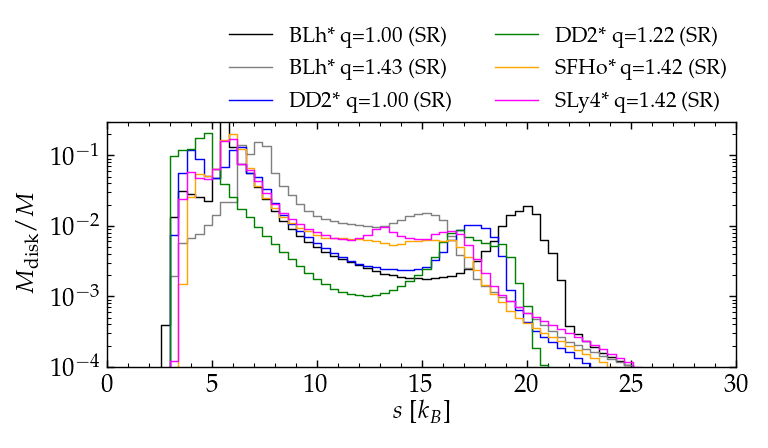 BLh* q=1.00 (SR)
BLh* q=1.43 (SR)
DD2* q=1.00 (SR)
DD2* q=1.22 (SR)
SFHo* q=1.42 (SR)
SLy4* q=1.42 (SR)
M_disk/M
10^−1
10^−2
10^−3
10^−4
0 5 10 15 20 25 30
s [k_B]